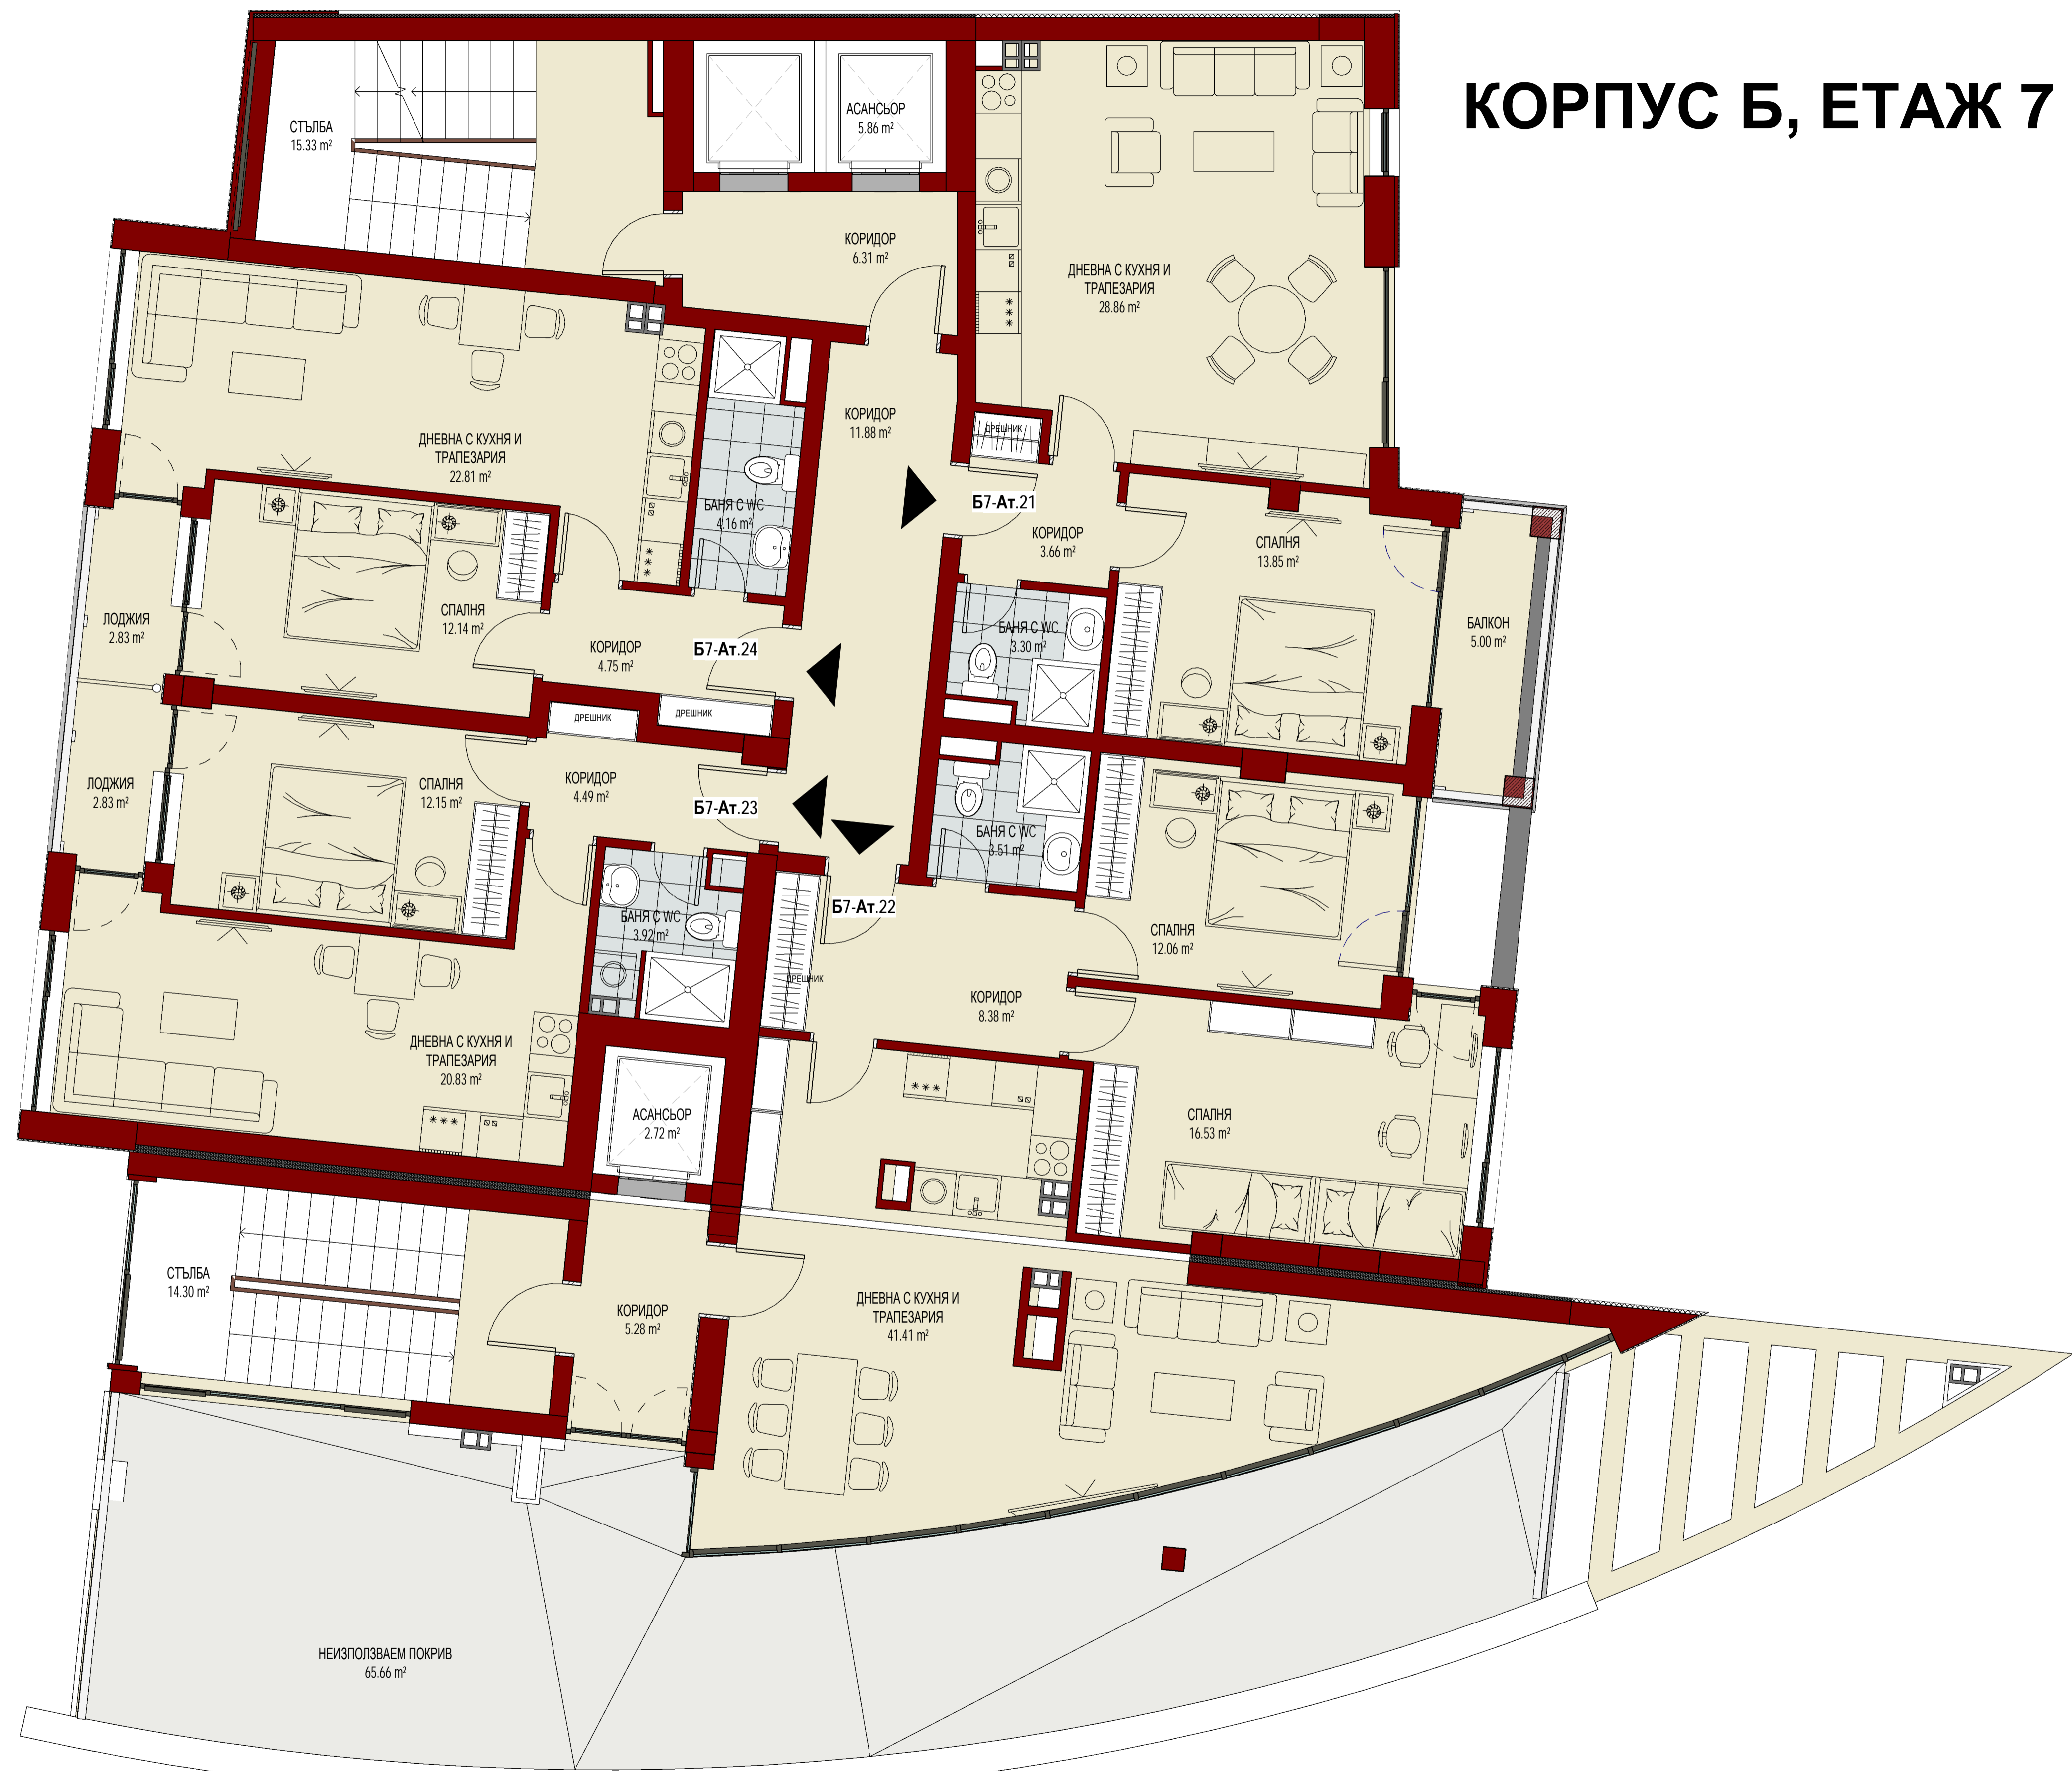 КОРПУС Б, ЕТАЖ 7
СТЪЛБА
15.33 m²
АСАНСЬОР
5.86 m²
КОРИДОР
6.31 m²
ДНЕВНА С КУХНЯ И
ТРАПЕЗАРИЯ
28.86 m²
ДНЕВНА С КУХНЯ И
ТРАПЕЗАРИЯ
22.81 m²
КОРИДОР
11.88 m²
ДРЕШНИК
БАНЯ С WC
4.16 m²
Б7-Ат.21
КОРИДОР
3.66 m²
СПАЛНЯ
13.85 m²
ЛОДЖИЯ
2.83 m²
СПАЛНЯ
12.14 m²
КОРИДОР
4.75 m²
Б7-Ат.24
БАНЯ С WC
3.30 m²
БАЛКОН
5.00 m²
ДРЕШНИК
ДРЕШНИК
ЛОДЖИЯ
2.83 m²
СПАЛНЯ
12.15 m²
КОРИДОР
4.49 m²
Б7-Ат.23
БАНЯ С WC
3.51 m²
БАНЯ С WC
3.92 m²
Б7-Ат.22
СПАЛНЯ
12.06 m²
ДРЕШНИК
КОРИДОР
8.38 m²
ДНЕВНА С КУХНЯ И
ТРАПЕЗАРИЯ
20.83 m²
АСАНСЬОР
2.72 m²
СПАЛНЯ
16.53 m²
СТЪЛБА
14.30 m²
КОРИДОР
5.28 m²
ДНЕВНА С КУХНЯ И
ТРАПЕЗАРИЯ
41.41 m²
НЕИЗПОЛЗВАЕМ ПОКРИВ
65.66 m²